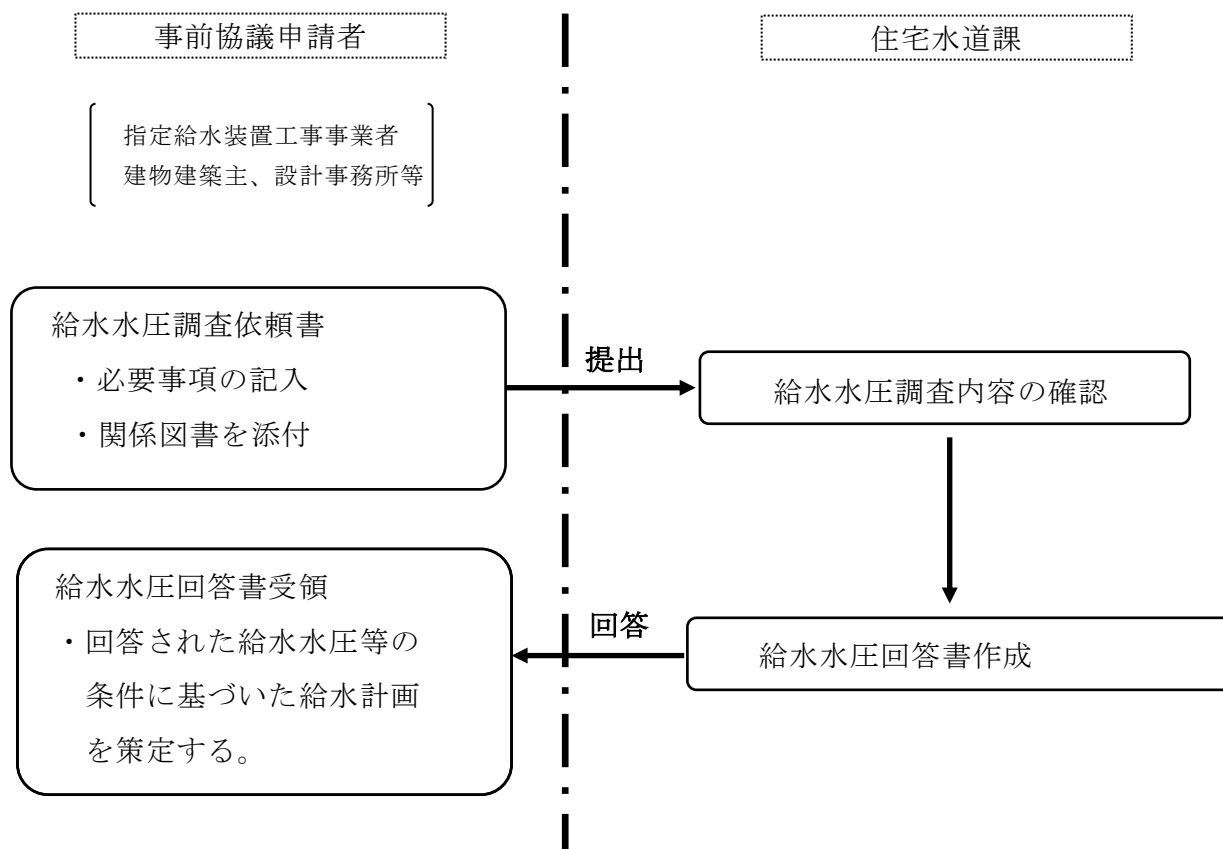 事前協議申請者
住宅水道課
指定給水装置工事事業者
建物建築主、設計事務所等
給水水圧調査依頼書
・必要事項の記入
・関係図書を添付
提出
給水水圧調査内容の確認
給水水圧回答書受領
・回答された給水水圧等の
条件に基づいた給水計画
を策定する。
回答
給水水圧回答書作成